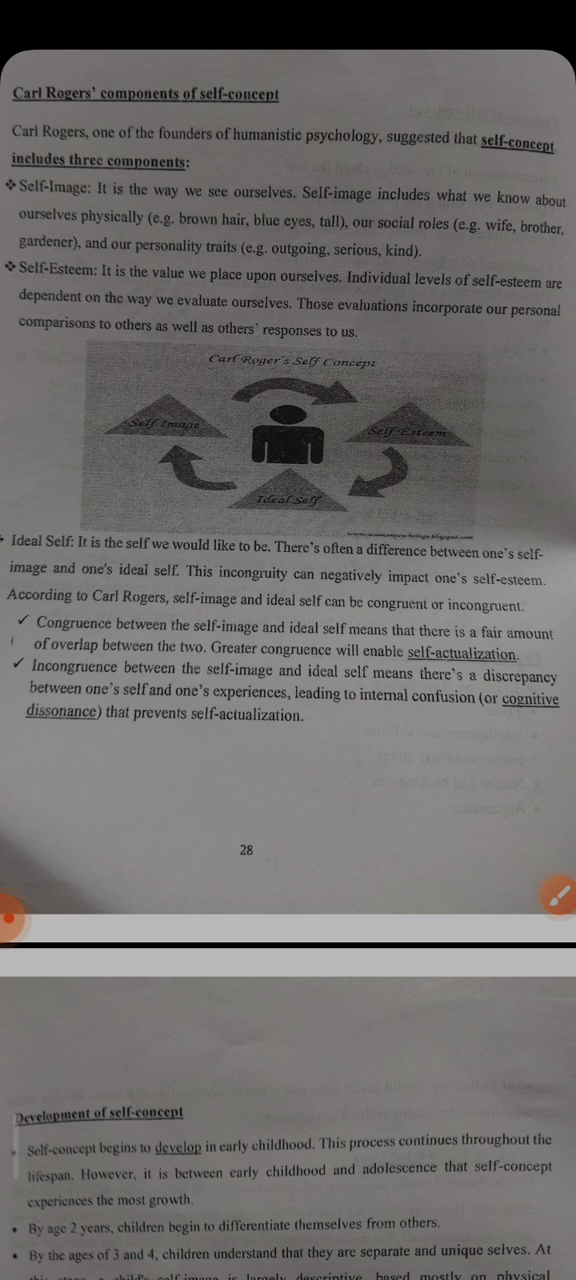 Carl Rogers' components of self-concept
Carl Rogers, one of the founders of humanistic psychology, suggested that self-concept
includes three components:
❖ Self-Image: It is the way we see ourselves. Self-image includes what we know about
ourselves physically (e.g. brown hair, blue eyes, tall), our social roles (e.g. wife, brother,
gardener), and our personality traits (e.g. outgoing, serious, kind).
❖ Self-Esteem: It is the value we place upon ourselves. Individual levels of self-esteem are
dependent on the way we evaluate ourselves. Those evaluations incorporate our personal
comparisons to others as well as others' responses to us.
Carl Roger's Self Concept
Self Image
Self-Esteem
Ideal Self
Ideal Self: It is the self we would like to be. There's often a difference between one's self-
image and one's ideal self. This incongruity can negatively impact one's self-esteem.
According to Carl Rogers, self-image and ideal self can be congruent or incongruent.
✓ Congruence between the self-image and ideal self means that there is a fair amount
of overlap between the two. Greater congruence will enable self-actualization.
✓ Incongruence between the self-image and ideal self means there's a discrepancy
between one's self and one's experiences, leading to internal confusion (or cognitive
dissonance) that prevents self-actualization.
28
Development of self-concept
• Self-concept begins to develop in early childhood. This process continues throughout the
lifespan. However, it is between early childhood and adolescence that self-concept
experiences the most growth.
• By age 2 years, children begin to differentiate themselves from others.
• By the ages of 3 and 4, children understand that they are separate and unique selves. At
this stage, a child's self-image is largely descriptive, based mostly on physical